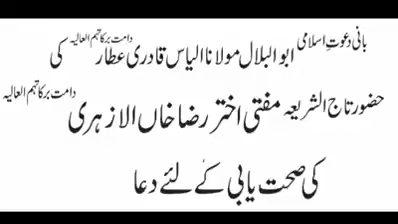 بانی دعوتِ اسلامی ابو البلال مولانا الیاس قادری عطار دامت برکاتہم العالیہ کی
حضور تاج الشریعہ مفتی اختر رضا خاں الازہری دامت برکاتہم العالیہ
کی صحت یابی کے لئے دعا